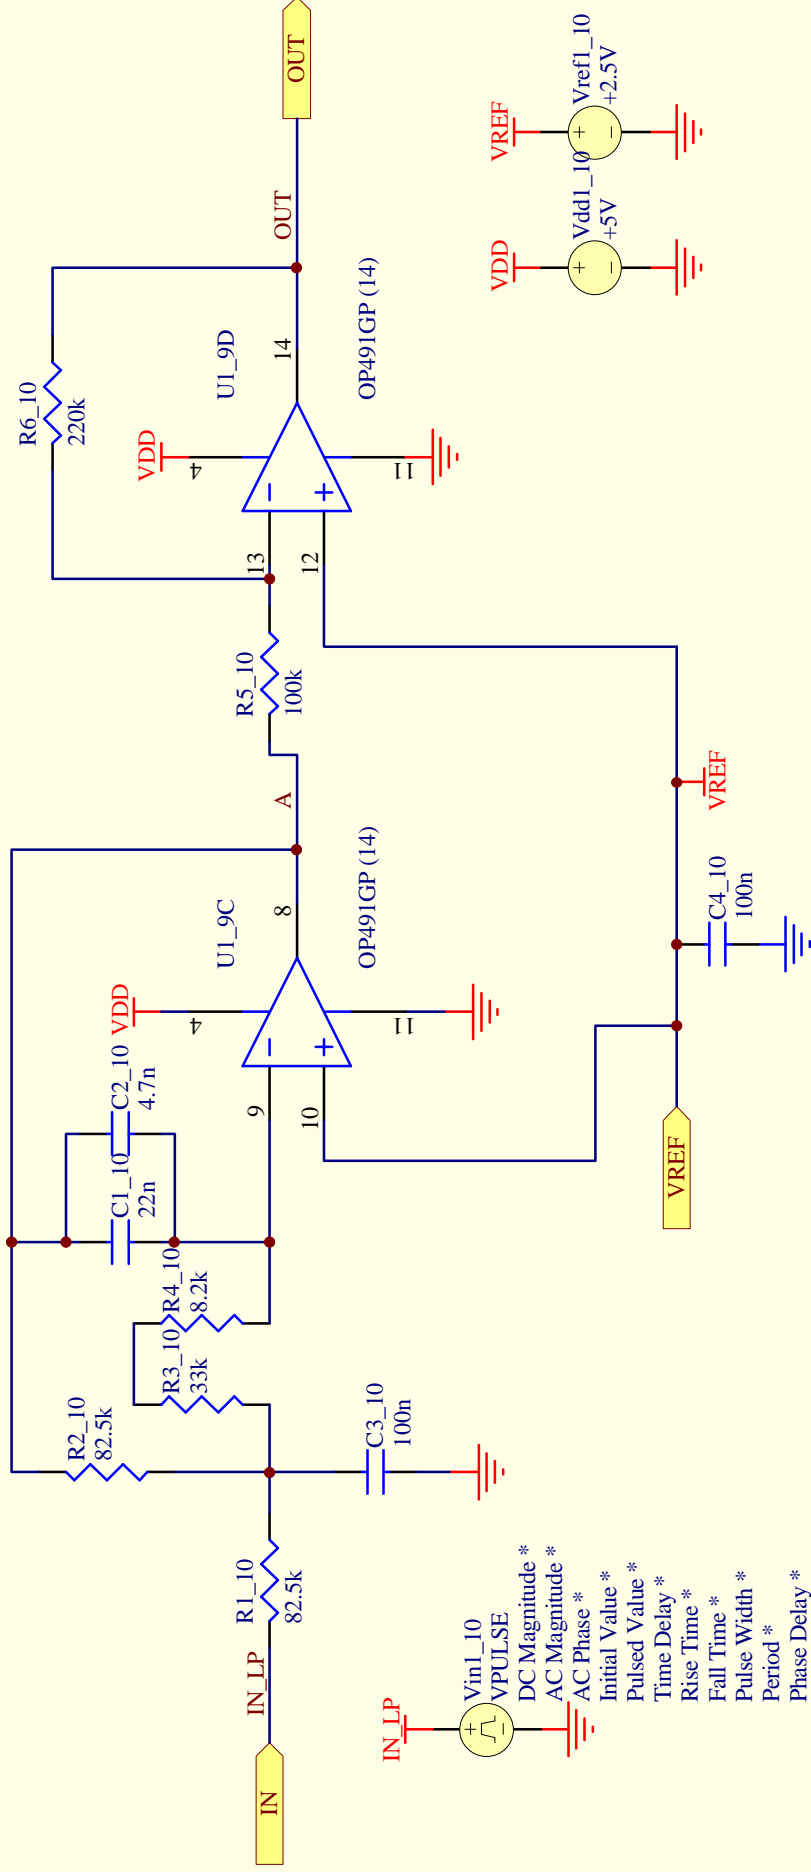 IN
IN_LP
R1_10
82.5k
R2_10
82.5k
C3_10
100n
R3_10
33k
R4_10
8.2k
C1_10
22n
C2_10
4.7n
VDD
4
9
10
8
11
U1_9C
OP491GP (14)
A
R5_10
100k
R6_10
220k
VDD
4
13
12
14
11
U1_9D
OP491GP (14)
OUT
OUT
VREF
C4_10
100n
VREF
IN_LP
Vin1_10
VPULSE
DC Magnitude *
AC Magnitude *
AC Phase *
Initial Value *
Pulsed Value *
Time Delay *
Rise Time *
Fall Time *
Pulse Width *
Period *
Phase Delay *
VDD
Vdd1_10
+5V
VREF
Vref1_10
+2.5V